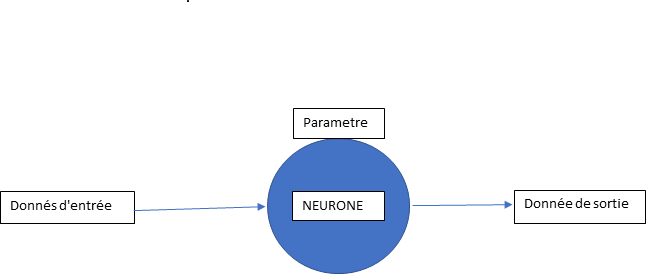 Parametre
Donnés d'entrée
NEURONE
Donnée de sortie